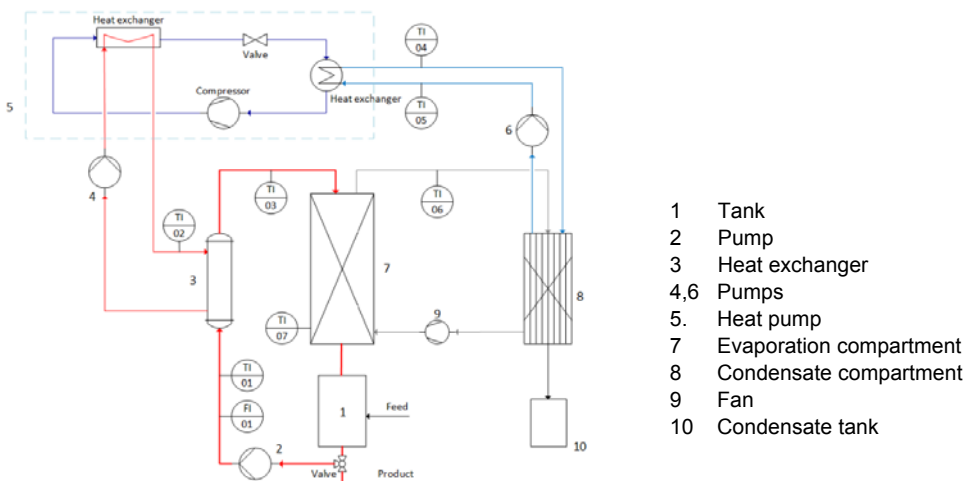 Heat exchanger
TI
04
Valve
Compressor
Heat exchanger
5
TI
05
6
4
TI
03
TI
06
TI
02
3
7
8
TI
07
9
TI
01
1
Feed
FI
01
2
10
Valve
Product
1 Tank
2 Pump
3 Heat exchanger
4,6 Pumps
5. Heat pump
7 Evaporation compartment
8 Condensate compartment
9 Fan
10 Condensate tank